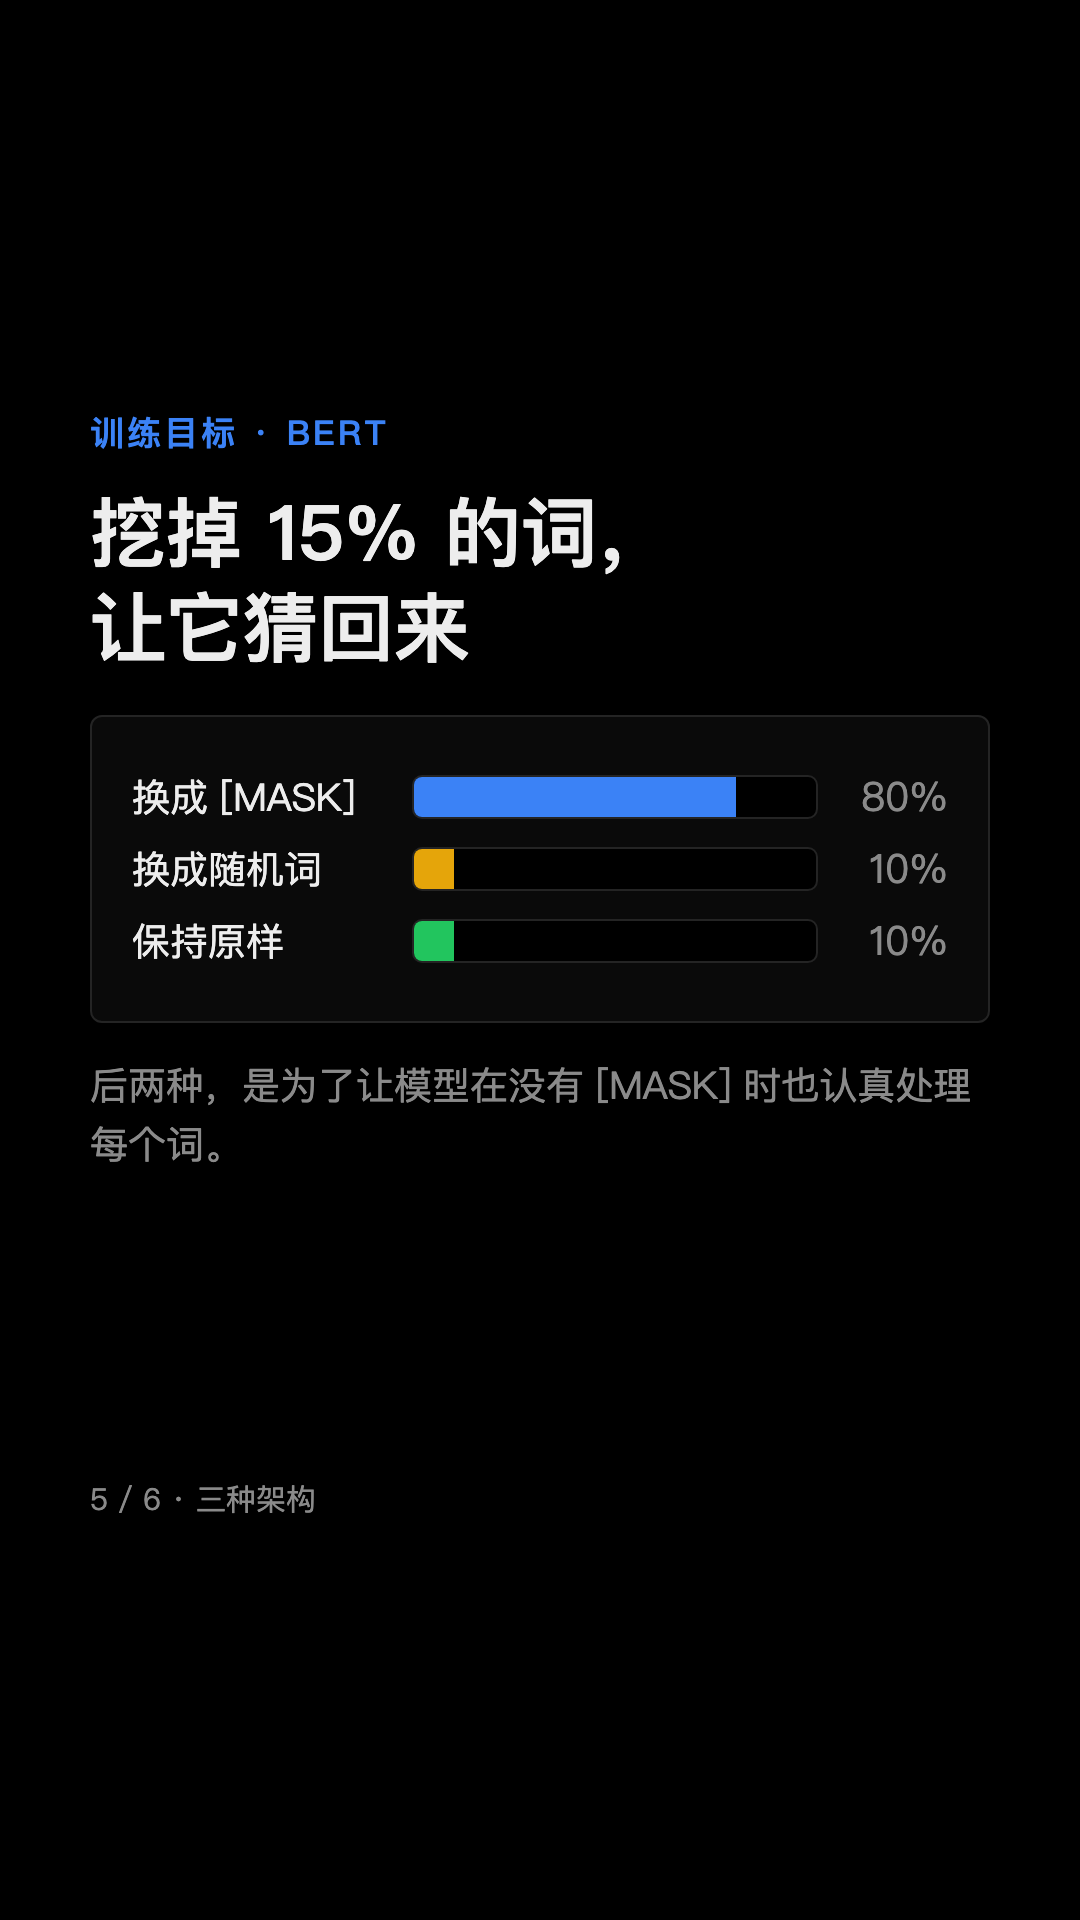 训练目标 · BERT
挖掉 15% 的词，
让它猜回来
换成 [MASK] 80%
换成随机词 10%
保持原样 10%
后两种，是为了让模型在没有 [MASK] 时也认真处理
每个词。
5 / 6 · 三种架构